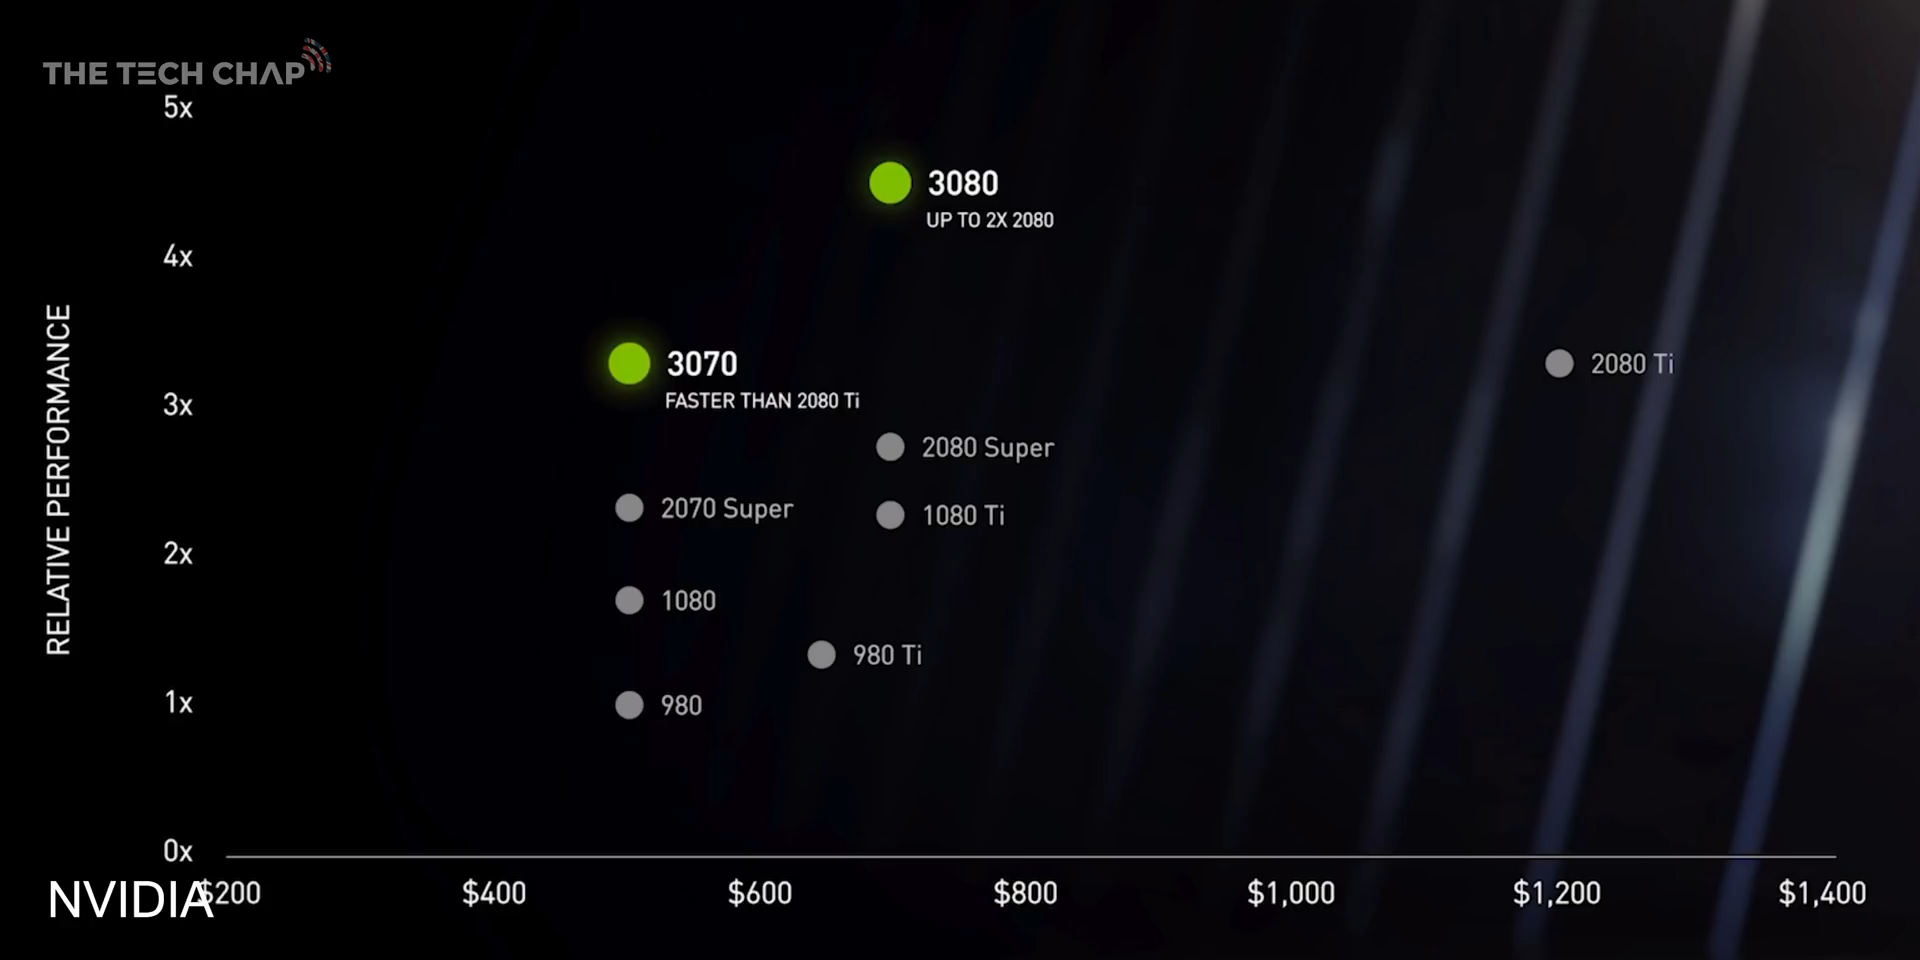 THE TECH CHAP
5x
3080
UP TO 2X 2080
4x
3070
FASTER THAN 2080 Ti
2080 Ti
3x
2080 Super
2070 Super
1080 Ti
2x
1080
980 Ti
1x
980
0x
RELATIVE PERFORMANCE
$200
$400
$600
$800
$1,000
$1,200
$1,400
NVIDIA